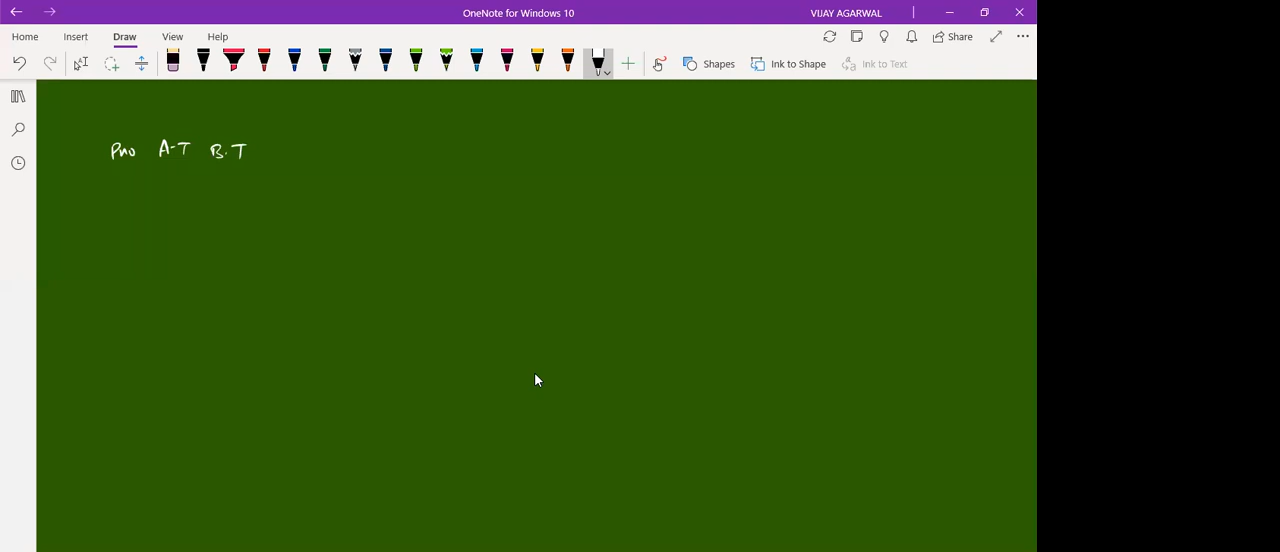 OneNote for Windows 10
VIJAY AGARWAL
Home Insert Draw View Help
Share
Shapes Ink to Shape Ink to Text
Pno A-T B.T